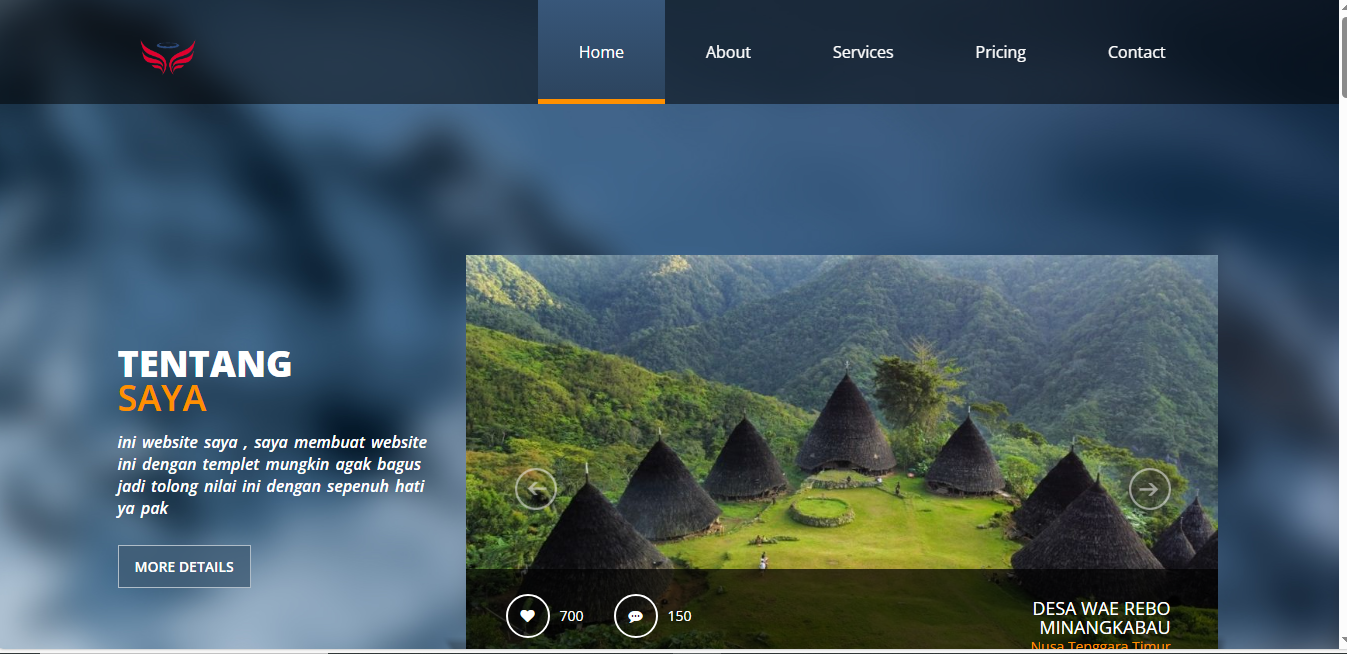 Home About Services Pricing Contact
TENTANG
SAYA
ini website saya , saya membuat website
ini dengan templet mungkin agak bagus
jadi tolong nilai ini dengan sepenuh hati
ya pak
MORE DETAILS
700 150
DESA WAE REBO
MINANGKABAU
Nusa Tenggara Timur